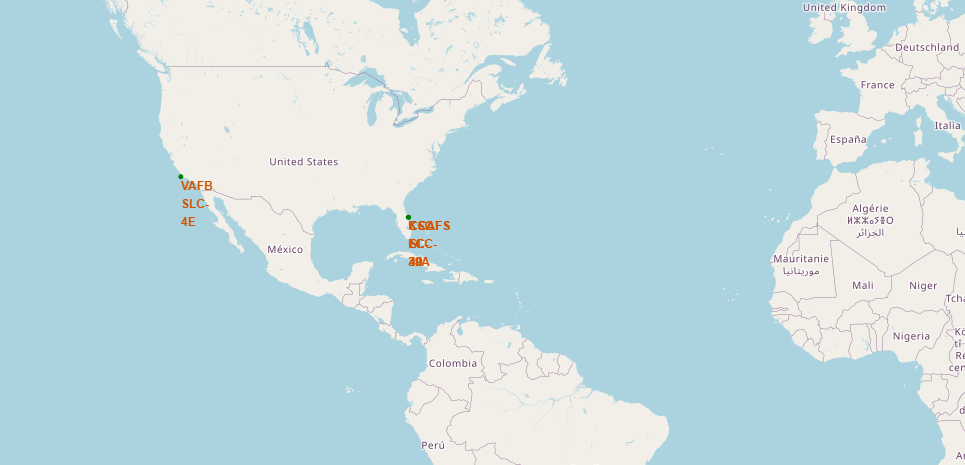 United Kingdom
Deutschland
France
Italia
España
United States
VAFB
SLC-
4E
Algérie
ⵍⵣⵣⴰⵢⴻⵔ
الجزائر
México
Mauritanie
موريتانيا
Mali
Niger
Nigeria
Colombia
Perú